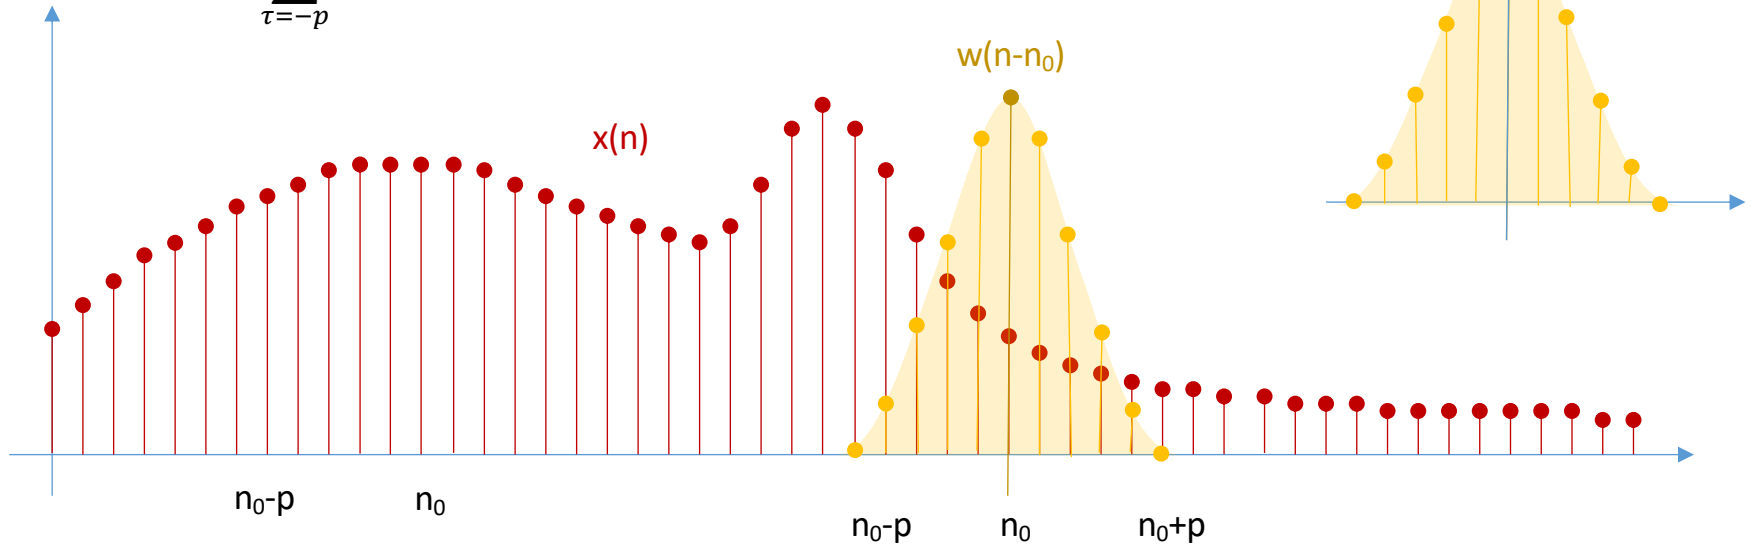 τ=−p
w(n-n₀)
x(n)
n₀-p n₀
n₀-p n₀ n₀+p